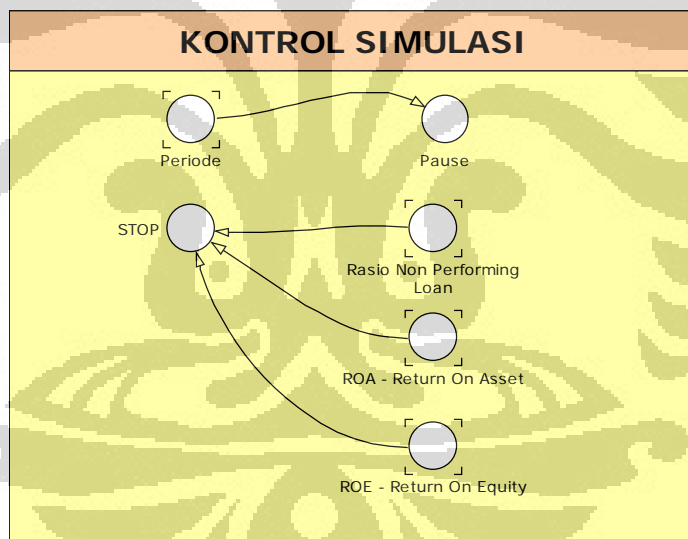 KONTROL SIMULASI
Periode
Pause
STOP
Rasio Non Performing
Loan
ROA - Return On Asset
ROE - Return On Equity